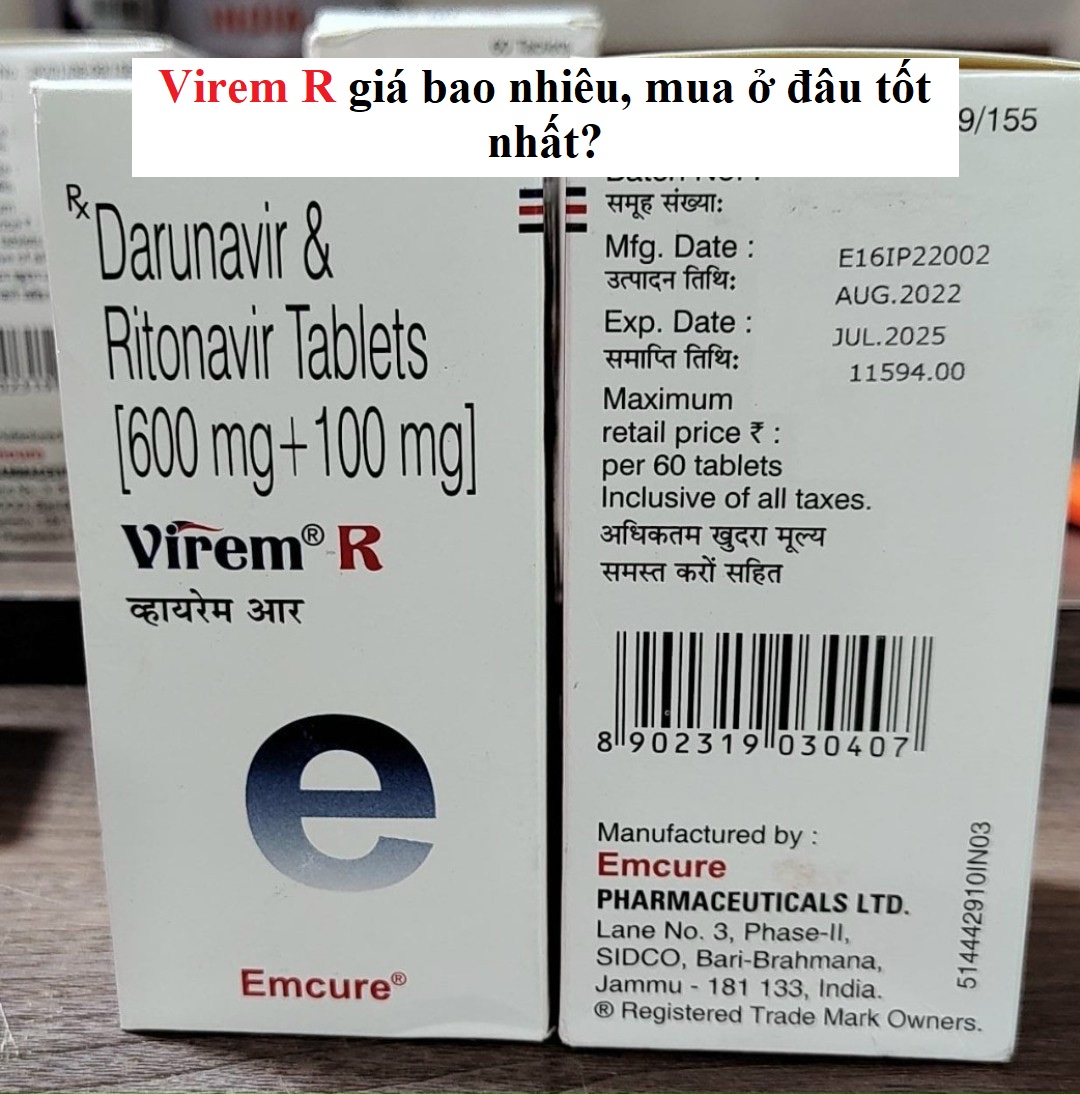 Virem R giá bao nhiêu, mua ở đâu tốt
nhất?
9/155
Rx Darunavir &
Ritonavir Tablets
[600 mg+100 mg]
Virem® R
व्हायरेम आर
e
Emcure®
समूह संख्या:
Mfg. Date :
E16IP22002
उत्पादन तिथि:
AUG.2022
Exp. Date :
JUL.2025
समाप्ति तिथि:
11594.00
Maximum
retail price ₹ :
per 60 tablets
Inclusive of all taxes.
अधिकतम खुदरा मूल्य
समस्त करों सहित
8 902319 030407
Manufactured by :
Emcure
PHARMACEUTICALS LTD.
Lane No. 3, Phase-II,
SIDCO, Bari-Brahmana,
Jammu - 181 133, India.
® Registered Trade Mark Owners.
514442910IN03